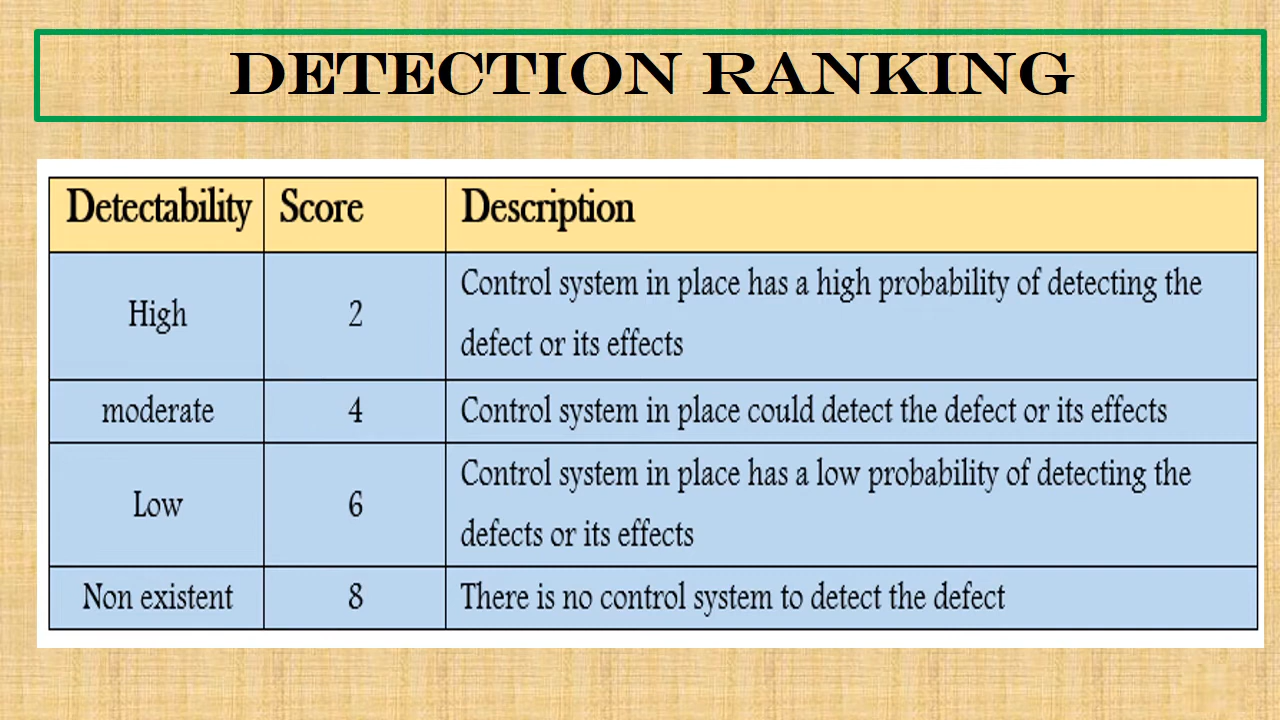 DETECTION RANKING
Detectability Score Description
High 2 Control system in place has a high probability of detecting the
defect or its effects
moderate 4 Control system in place could detect the defect or its effects
Low 6 Control system in place has a low probability of detecting the
defects or its effects
Non existent 8 There is no control system to detect the defect